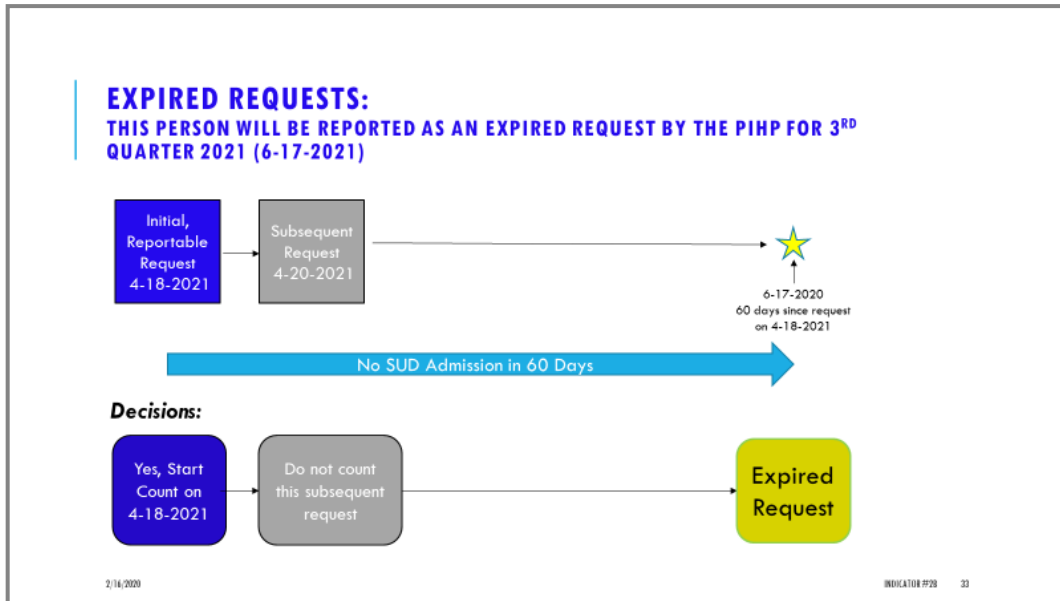 EXPIRED REQUESTS:
THIS PERSON WILL BE REPORTED AS AN EXPIRED REQUEST BY THE PIHP FOR 3RD
QUARTER 2021 (6-17-2021)
Initial,
Reportable
Request
4-18-2021
Subsequent
Request
4-20-2021
6-17-2020
60 days since request
on 4-18-2021
No SUD Admission in 60 Days
Decisions:
Yes, Start
Count on
4-18-2021
Do not count
this subsequent
request
Expired
Request
2/16/2020
INDICATOR #2B 33